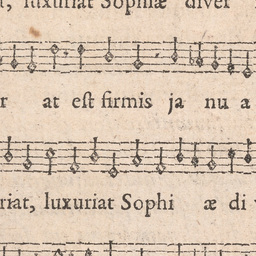 , luxuriat Sophiæ diver
r at eſt firmis ja nu a
riat, luxuriat Sophi æ di